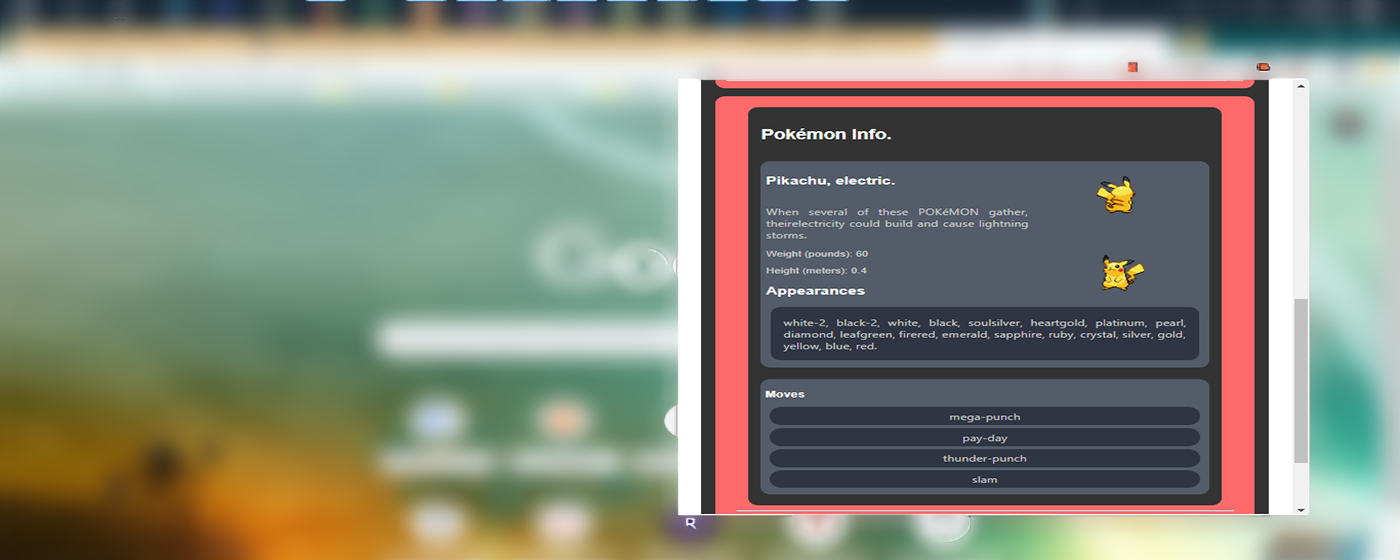 Pokémon Info.
Pikachu, electric.
When several of these POKéMON gather,
theirelectricity could build and cause lightning
storms.
Weight (pounds): 60
Height (meters): 0.4
Appearances
white-2, black-2, white, black, soulsilver, heartgold, platinum, pearl,
diamond, leafgreen, firered, emerald, sapphire, ruby, crystal, silver, gold,
yellow, blue, red.
Moves
mega-punch
pay-day
thunder-punch
slam
R